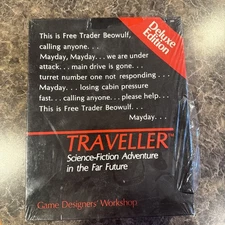 This is Free Trader Beowulf,
calling anyone. . .
Mayday, Mayday. . . we are under
attack. . . main drive is gone. . .
turret number one not responding . . .
Mayday. . . losing cabin pressure
fast. . . calling anyone. . . please help. . .
This is Free Trader Beowulf. . .
Mayday. . .
Deluxe
Edition
TRAVELLER™
Science-Fiction Adventure
in the Far Future
Game Designers' Workshop